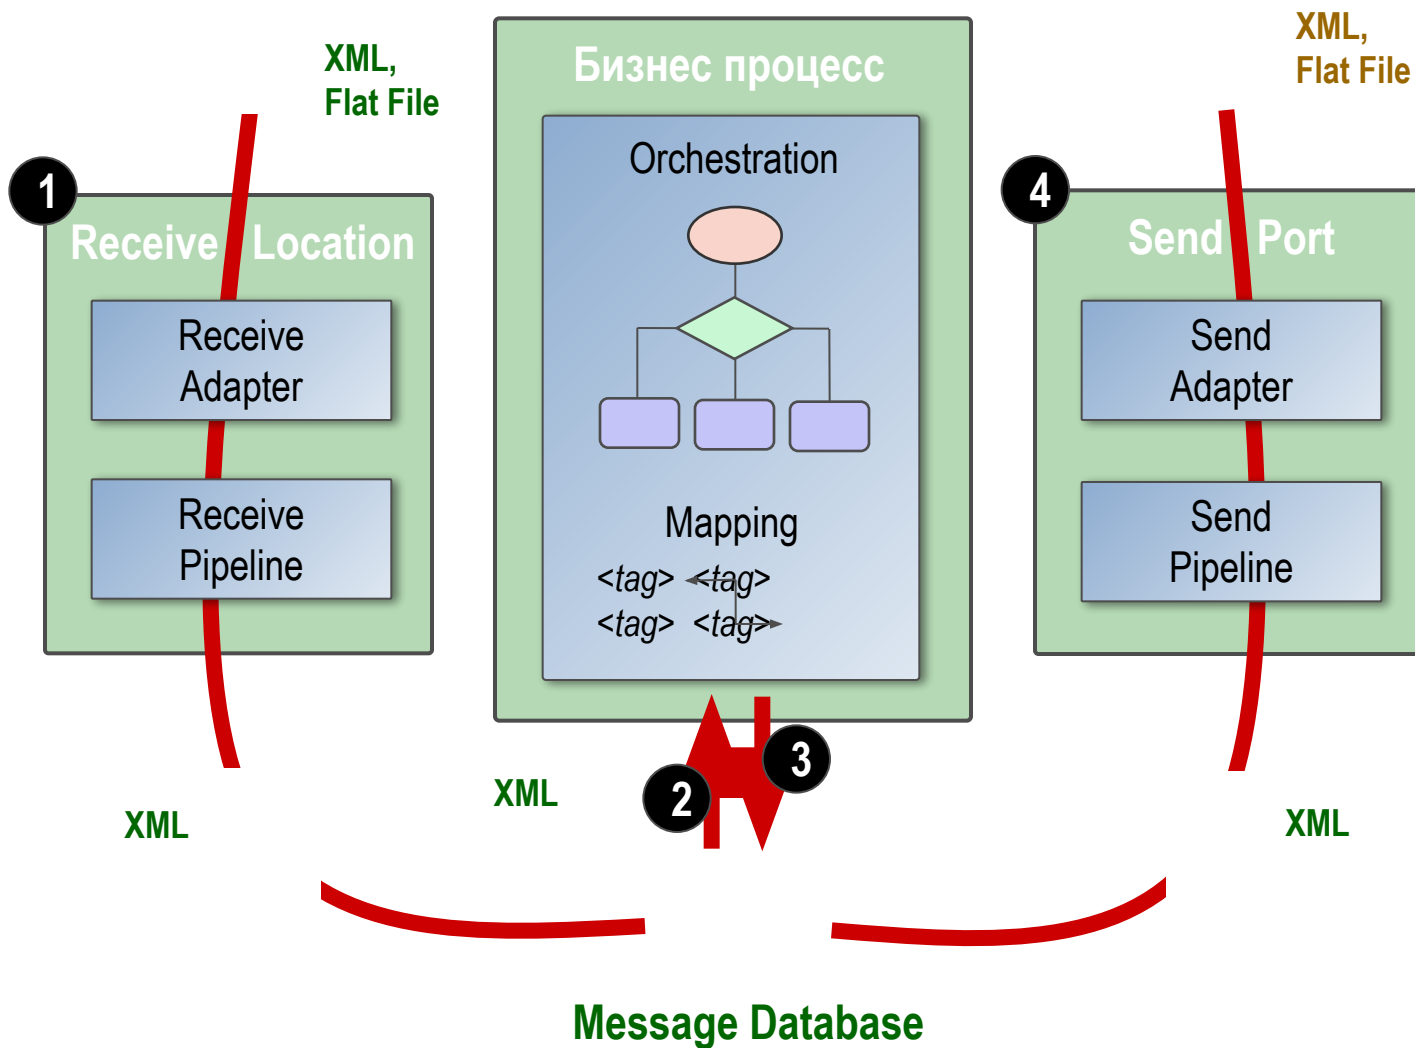 XML,
Flat File
1
Receive Location
Receive
Adapter
Receive
Pipeline
XML
Бизнес процесс
Orchestration
Mapping
<tag> <tag>
<tag> <tag>
2
3
XML
XML,
Flat File
4
Send Port
Send
Adapter
Send
Pipeline
XML
Message Database